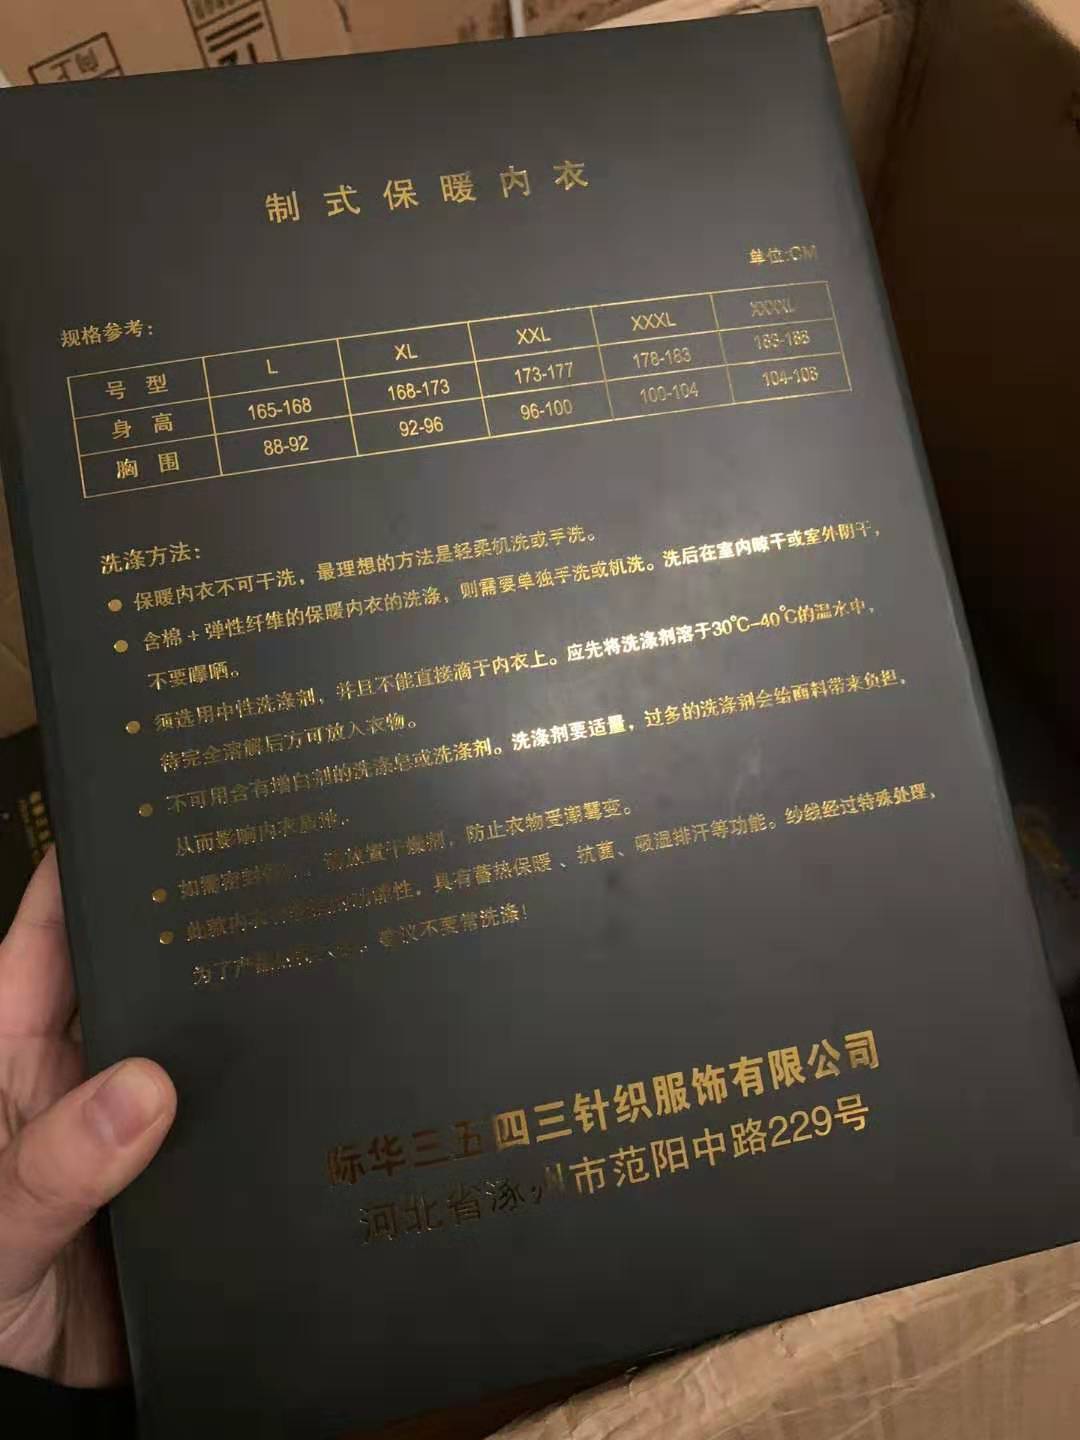 向上
制式保暖内衣
单位:CM
规格参考:
号型 L XL XXL XXXL XXXXL
身高 165-168 168-173 173-177 178-183 183-188
胸围 88-92 92-96 96-100 100-104 104-108
洗涤方法:
● 保暖内衣不可干洗，最理想的方法是轻柔机洗或手洗。
● 含棉+弹性纤维的保暖内衣的洗涤，则需要单独手洗或机洗。洗后在室内晾干或室外阴干，
不要曝晒。
● 须选用中性洗涤剂，并且不能直接滴于内衣上。应先将洗涤剂溶于30℃-40℃的温水中，
待完全溶解后方可放入衣物。
● 不可用含有增白剂的洗涤皂或洗涤剂。洗涤剂要适量，过多的洗涤剂会给面料带来负担，
从而影响内衣
● 如需密封 请放置干燥剂，防止衣物受潮霉变。
● 此款内衣 功能性，具有蓄热保暖、抗菌、吸湿排汗等功能。纱线经过特殊处理，
为了产品 建议不要常洗涤！
际华三五四三针织服饰有限公司
河北省涿州市范阳中路229号